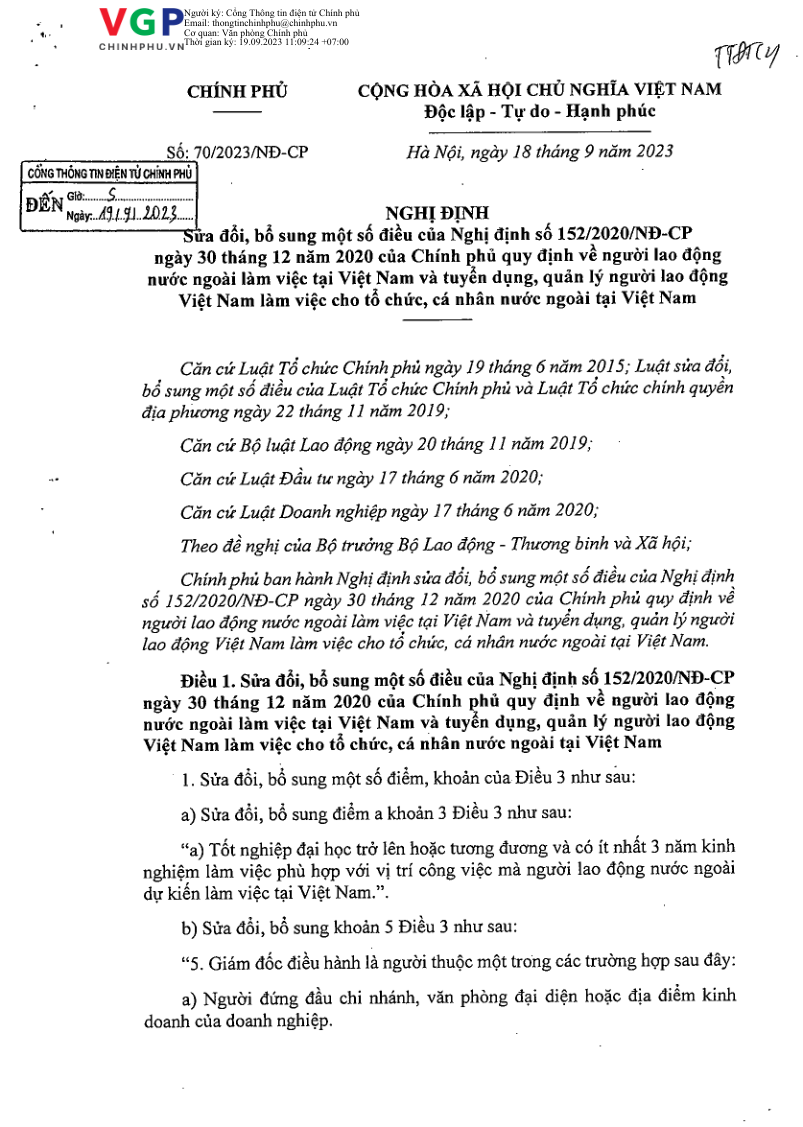 VGP
CHINHPHU.VN
Người ký: Cổng Thông tin điện tử Chính phủ
Email: thongtinchinhphu@chinhphu.vn
Cơ quan: Văn phòng Chính phủ
Thời gian ký: 19.09.2023 11:09:24 +07:00
CHÍNH PHỦ
CỘNG HÒA XÃ HỘI CHỦ NGHĨA VIỆT NAM
Độc lập - Tự do - Hạnh phúc
Số: 70/2023/NĐ-CP
Hà Nội, ngày 18 tháng 9 năm 2023
CỔNG THÔNG TIN ĐIỆN TỬ CHÍNH PHỦ
ĐẾN
Giờ:.......S.......
Ngày:..19/9/..2023.....
NGHỊ ĐỊNH
Sửa đổi, bổ sung một số điều của Nghị định số 152/2020/NĐ-CP
ngày 30 tháng 12 năm 2020 của Chính phủ quy định về người lao động
nước ngoài làm việc tại Việt Nam và tuyển dụng, quản lý người lao động
Việt Nam làm việc cho tổ chức, cá nhân nước ngoài tại Việt Nam
Căn cứ Luật Tổ chức Chính phủ ngày 19 tháng 6 năm 2015; Luật sửa đổi,
bổ sung một số điều của Luật Tổ chức Chính phủ và Luật Tổ chức chính quyền
địa phương ngày 22 tháng 11 năm 2019;
Căn cứ Bộ luật Lao động ngày 20 tháng 11 năm 2019;
Căn cứ Luật Đầu tư ngày 17 tháng 6 năm 2020;
Căn cứ Luật Doanh nghiệp ngày 17 tháng 6 năm 2020;
Theo đề nghị của Bộ trưởng Bộ Lao động - Thương binh và Xã hội;
Chính phủ ban hành Nghị định sửa đổi, bổ sung một số điều của Nghị định
số 152/2020/NĐ-CP ngày 30 tháng 12 năm 2020 của Chính phủ quy định về
người lao động nước ngoài làm việc tại Việt Nam và tuyển dụng, quản lý người
lao động Việt Nam làm việc cho tổ chức, cá nhân nước ngoài tại Việt Nam.
Điều 1. Sửa đổi, bổ sung một số điều của Nghị định số 152/2020/NĐ-CP
ngày 30 tháng 12 năm 2020 của Chính phủ quy định về người lao động
nước ngoài làm việc tại Việt Nam và tuyển dụng, quản lý người lao động
Việt Nam làm việc cho tổ chức, cá nhân nước ngoài tại Việt Nam
1. Sửa đổi, bổ sung một số điểm, khoản của Điều 3 như sau:
a) Sửa đổi, bổ sung điểm a khoản 3 Điều 3 như sau:
“a) Tốt nghiệp đại học trở lên hoặc tương đương và có ít nhất 3 năm kinh
nghiệm làm việc phù hợp với vị trí công việc mà người lao động nước ngoài
dự kiến làm việc tại Việt Nam.”.
b) Sửa đổi, bổ sung khoản 5 Điều 3 như sau:
“5. Giám đốc điều hành là người thuộc một trong các trường hợp sau đây:
a) Người đứng đầu chi nhánh, văn phòng đại diện hoặc địa điểm kinh
doanh của doanh nghiệp.